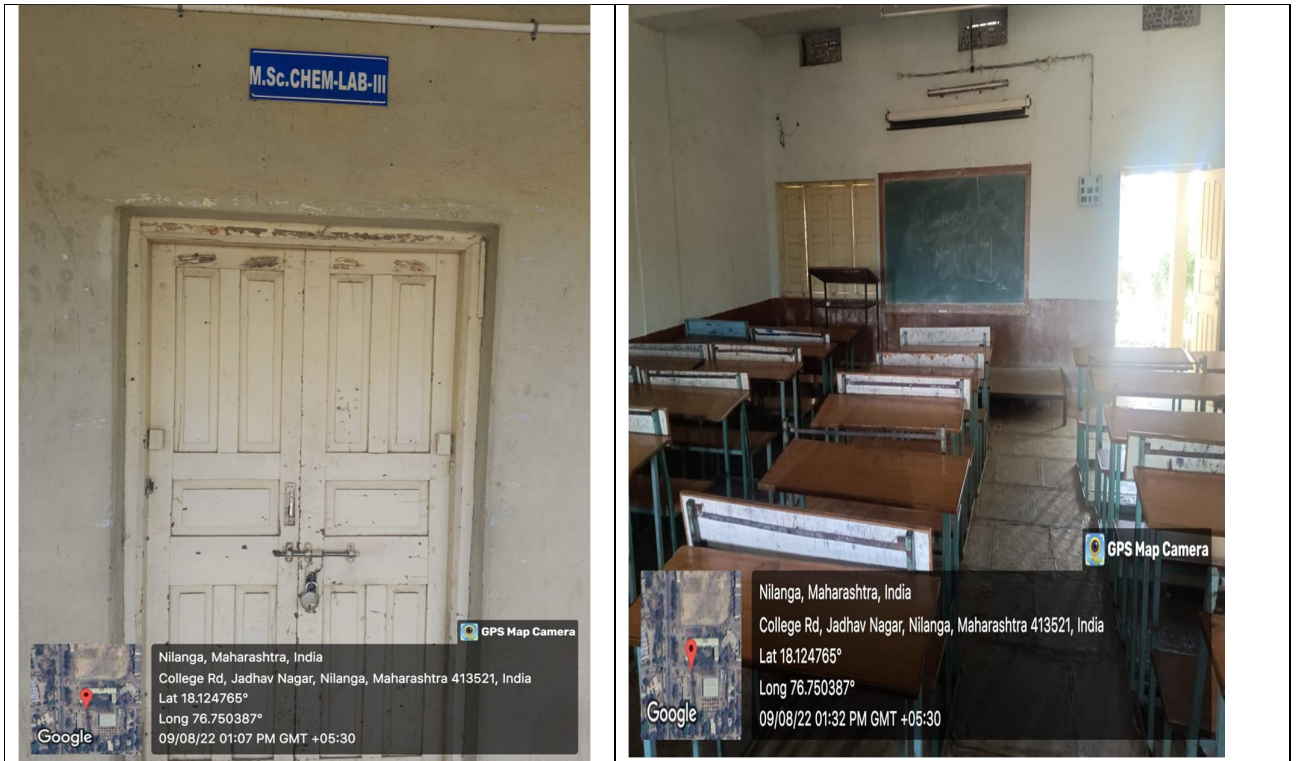 M.Sc.CHEM-LAB-III
GPS Map Camera
Nilanga, Maharashtra, India
College Rd, Jadhav Nagar, Nilanga, Maharashtra 413521, India
Lat 18.124765°
Long 76.750387°
09/08/22 01:07 PM GMT +05:30
Google
GPS Map Camera
Nilanga, Maharashtra, India
College Rd, Jadhav Nagar, Nilanga, Maharashtra 413521, India
Lat 18.124765°
Long 76.750387°
09/08/22 01:32 PM GMT +05:30
Google